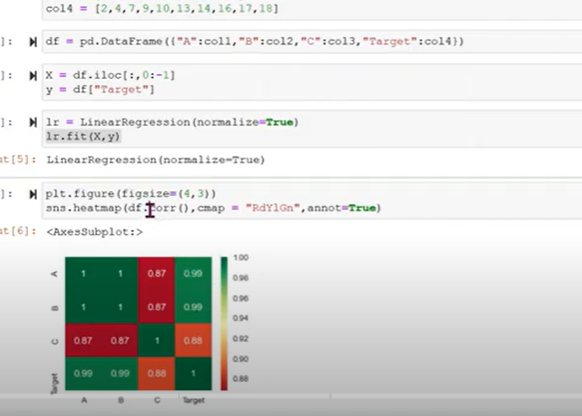 col4 = [2,4,7,9,10,13,14,16,17,18]
]: df = pd.DataFrame({"A":col1,"B":col2,"C":col3,"Target":col4})
]: X = df.iloc[:,0:-1]
y = df["Target"]
]: lr = LinearRegression(normalize=True)
lr.fit(X,y)
ut[5]: LinearRegression(normalize=True)
]: plt.figure(figsize=(4,3))
sns.heatmap(df.corr(),cmap = "RdYlGn",annot=True)
ut[6]: <AxesSubplot:>
A 1 1 0.87 0.99
B 1 1 0.87 0.99
C 0.87 0.87 1 0.88
Target 0.99 0.99 0.88 1
A B C Target
1.00
0.98
0.96
0.94
0.92
0.90
0.88